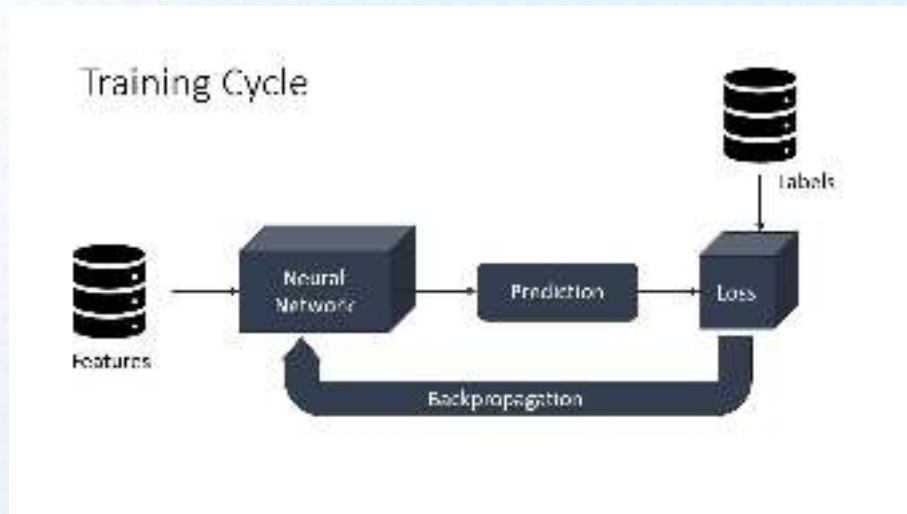 Training Cycle
Labels
Neural
Network
Prediction
Loss
Features
Backpropagation